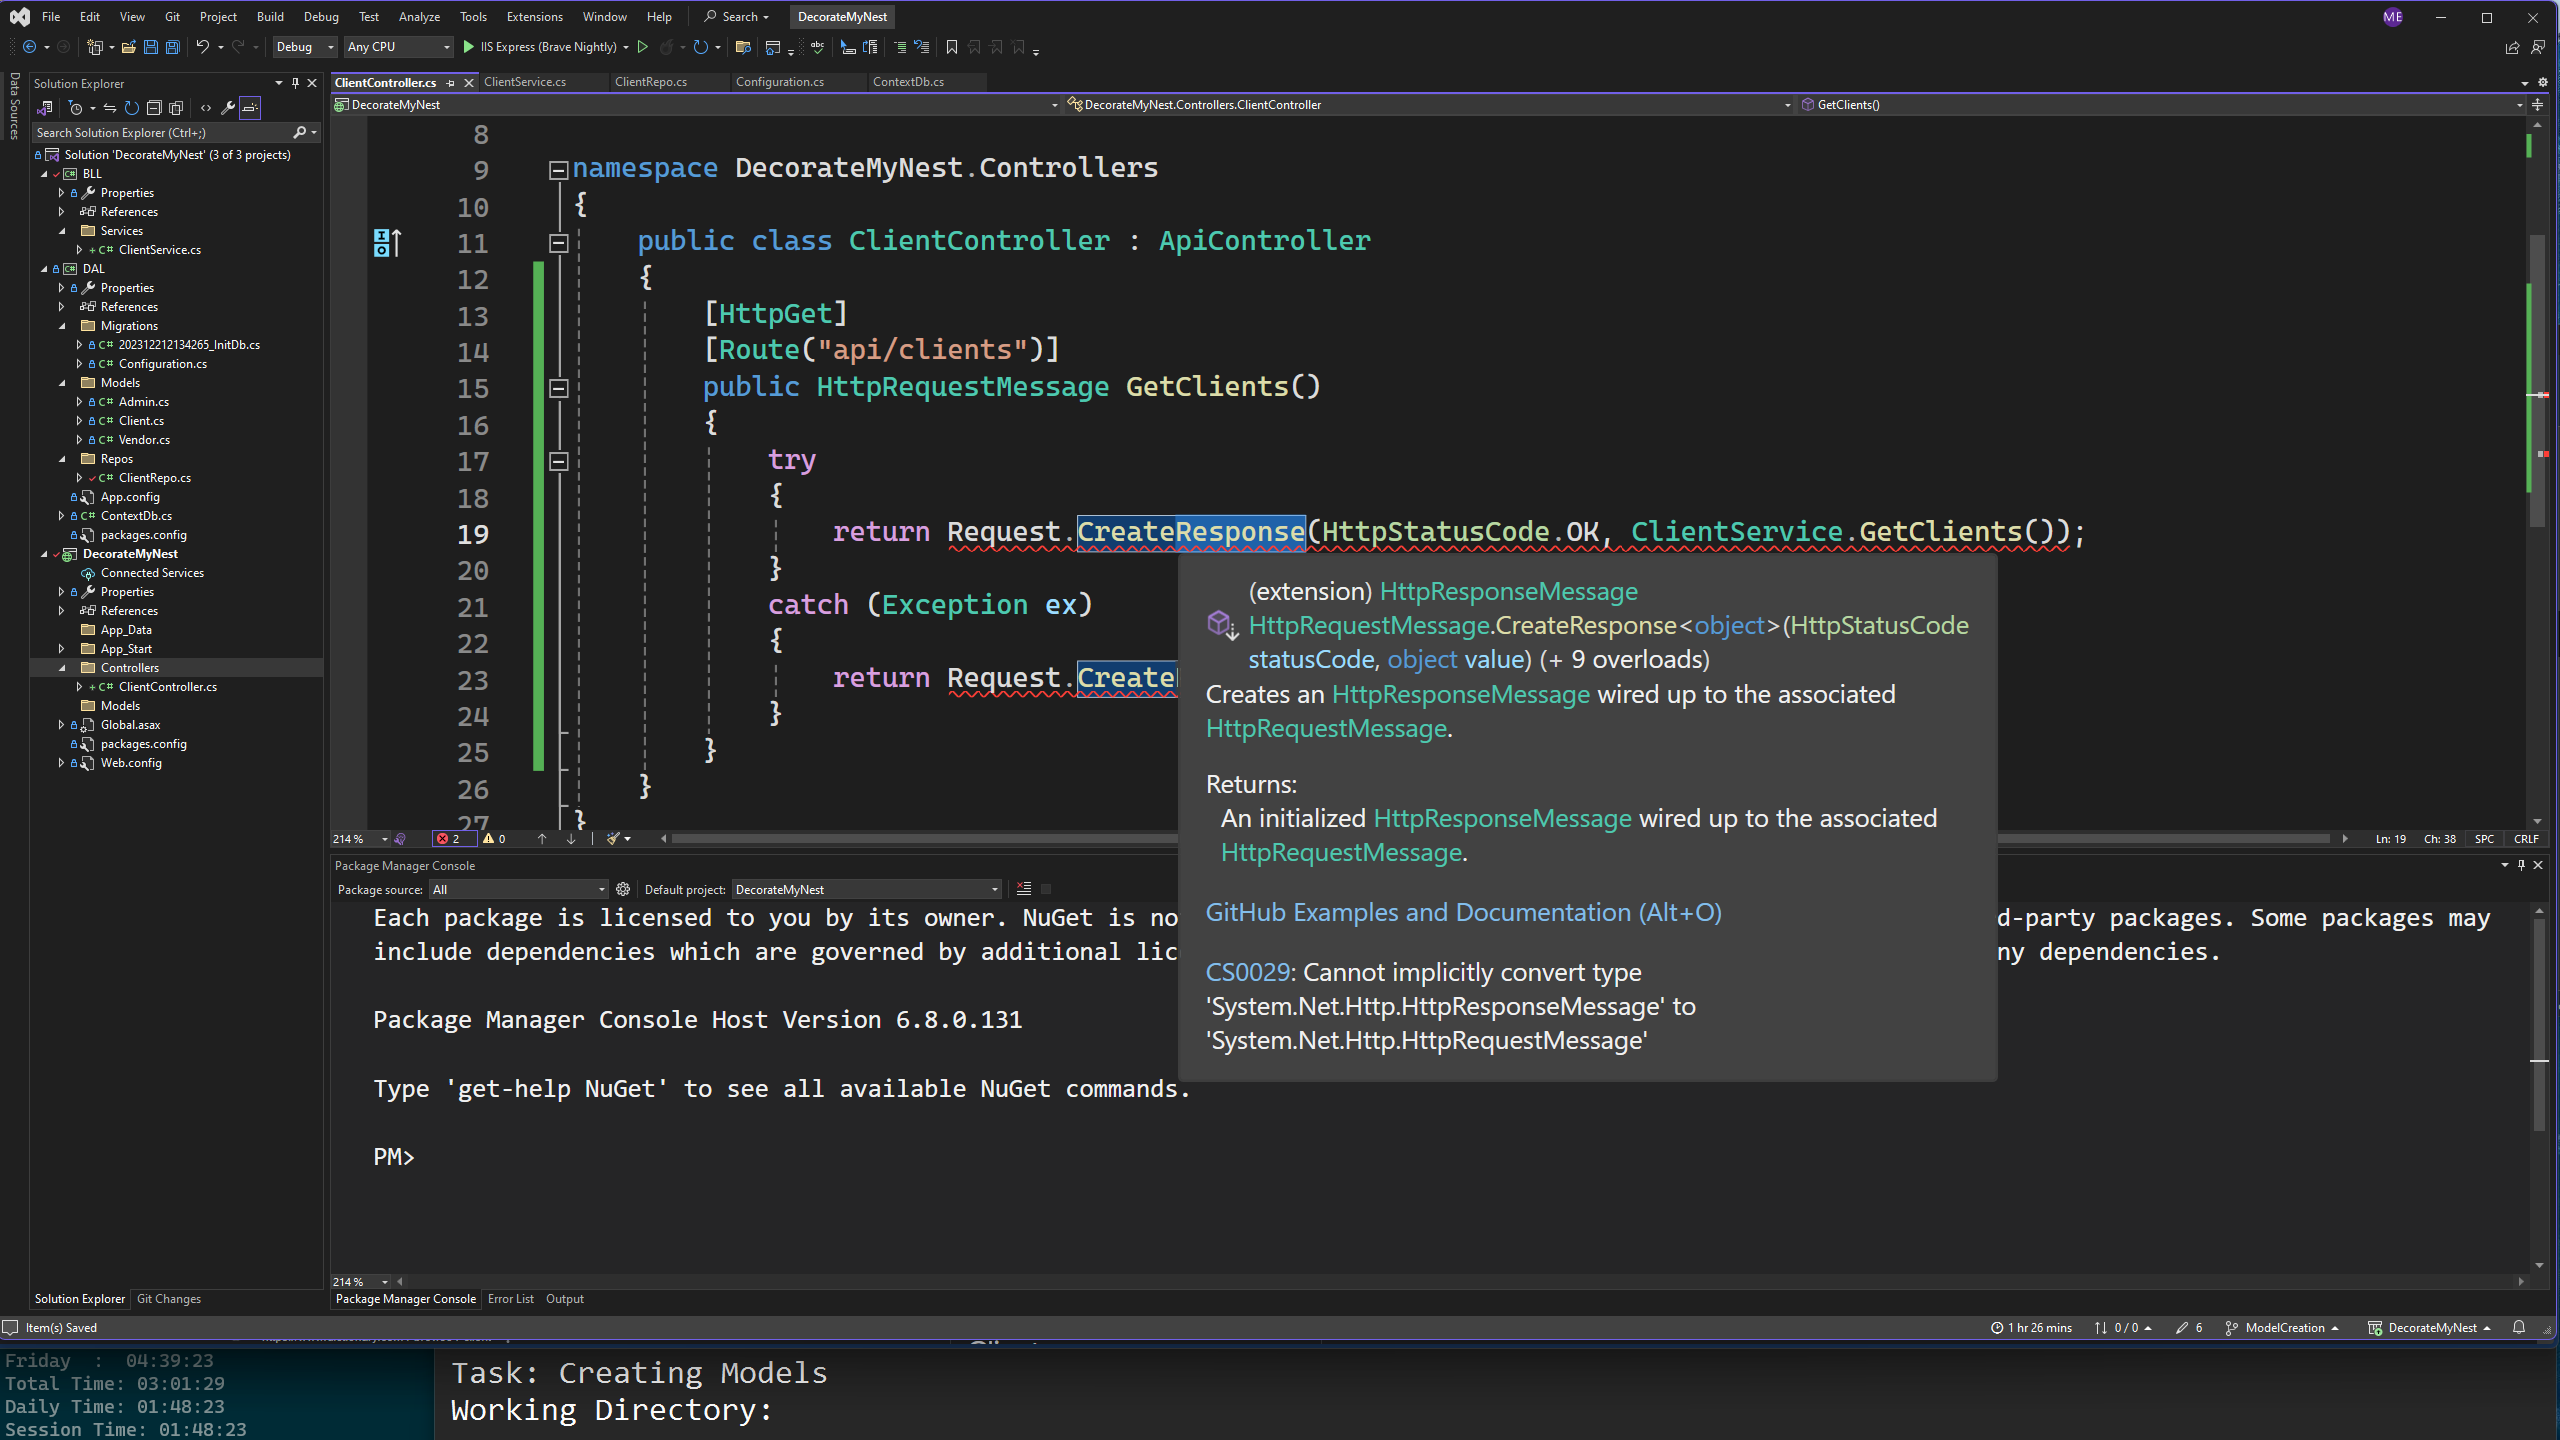 File Edit View Git Project Build Debug Test Analyze Tools Extensions Window Help Search DecorateMyNest ME
Debug Any CPU IIS Express (Brave Nightly)
Data Sources
Solution Explorer
Search Solution Explorer (Ctrl+;)
Solution 'DecorateMyNest' (3 of 3 projects)
BLL
Properties
References
Services
C# ClientService.cs
DAL
Properties
References
Migrations
C# 202312212134265_InitDb.cs
C# Configuration.cs
Models
C# Admin.cs
C# Client.cs
C# Vendor.cs
Repos
C# ClientRepo.cs
App.config
C# ContextDb.cs
packages.config
DecorateMyNest
Connected Services
Properties
References
App_Data
App_Start
Controllers
C# ClientController.cs
Models
Global.asax
packages.config
Web.config
Solution Explorer Git Changes
ClientController.cs ClientService.cs ClientRepo.cs Configuration.cs ContextDb.cs
DecorateMyNest DecorateMyNest.Controllers.ClientController GetClients()
8
9 namespace DecorateMyNest.Controllers
10 {
11 public class ClientController : ApiController
12 {
13 [HttpGet]
14 [Route("api/clients")]
15 public HttpRequestMessage GetClients()
16 {
17 try
18 {
19 return Request.CreateResponse(HttpStatusCode.OK, ClientService.GetClients());
20 }
21 catch (Exception ex)
22 {
23 return Request.Create
24 }
25 }
26 }
27 }
(extension) HttpResponseMessage
HttpRequestMessage.CreateResponse<object>(HttpStatusCode
statusCode, object value) (+ 9 overloads)
Creates an HttpResponseMessage wired up to the associated
HttpRequestMessage.
Returns:
An initialized HttpResponseMessage wired up to the associated
HttpRequestMessage.
GitHub Examples and Documentation (Alt+O)
CS0029: Cannot implicitly convert type
'System.Net.Http.HttpResponseMessage' to
'System.Net.Http.HttpRequestMessage'
214 % 2 0 Ln: 19 Ch: 38 SPC CRLF
Package Manager Console
Package source: All Default project: DecorateMyNest
Each package is licensed to you by its owner. NuGet is no d-party packages. Some packages may
include dependencies which are governed by additional lic ny dependencies.
Package Manager Console Host Version 6.8.0.131
Type 'get-help NuGet' to see all available NuGet commands.
PM>
214 %
Package Manager Console Error List Output
Item(s) Saved 1 hr 26 mins 0 / 0 6 ModelCreation DecorateMyNest
Friday : 04:39:23
Total Time: 03:01:29
Daily Time: 01:48:23
Session Time: 01:48:23
Task: Creating Models
Working Directory: